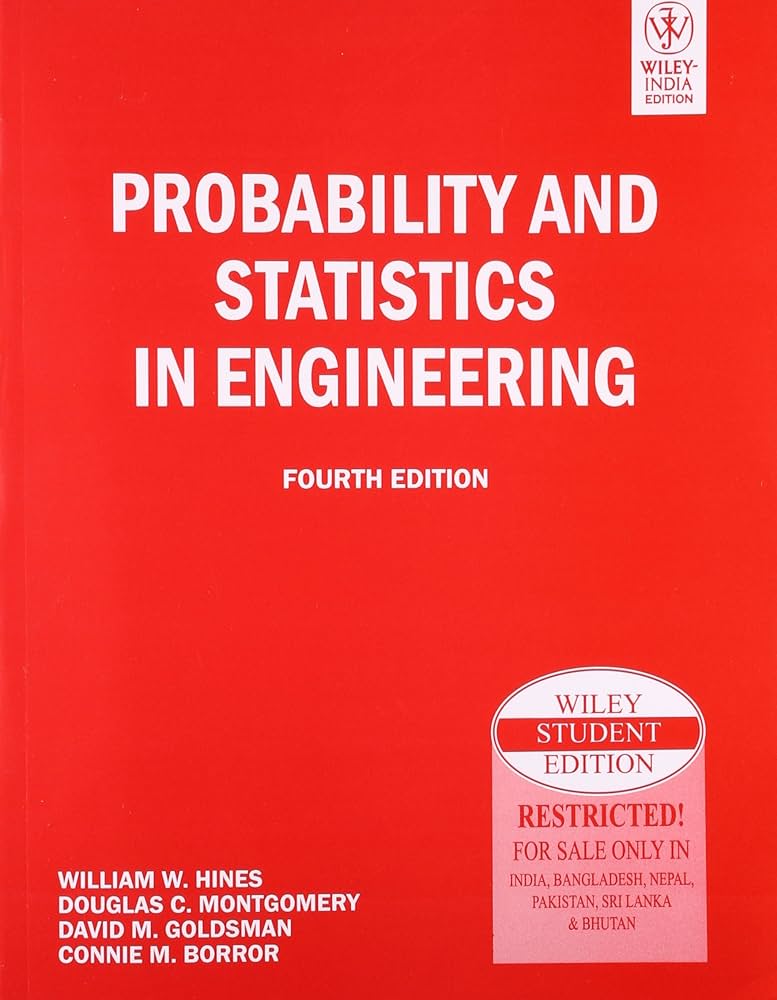 WILEY-
INDIA
EDITION
PROBABILITY AND
STATISTICS
IN ENGINEERING
FOURTH EDITION
WILEY
STUDENT
EDITION
RESTRICTED!
FOR SALE ONLY IN
INDIA, BANGLADESH, NEPAL,
PAKISTAN, SRI LANKA
& BHUTAN
WILLIAM W. HINES
DOUGLAS C. MONTGOMERY
DAVID M. GOLDSMAN
CONNIE M. BORROR